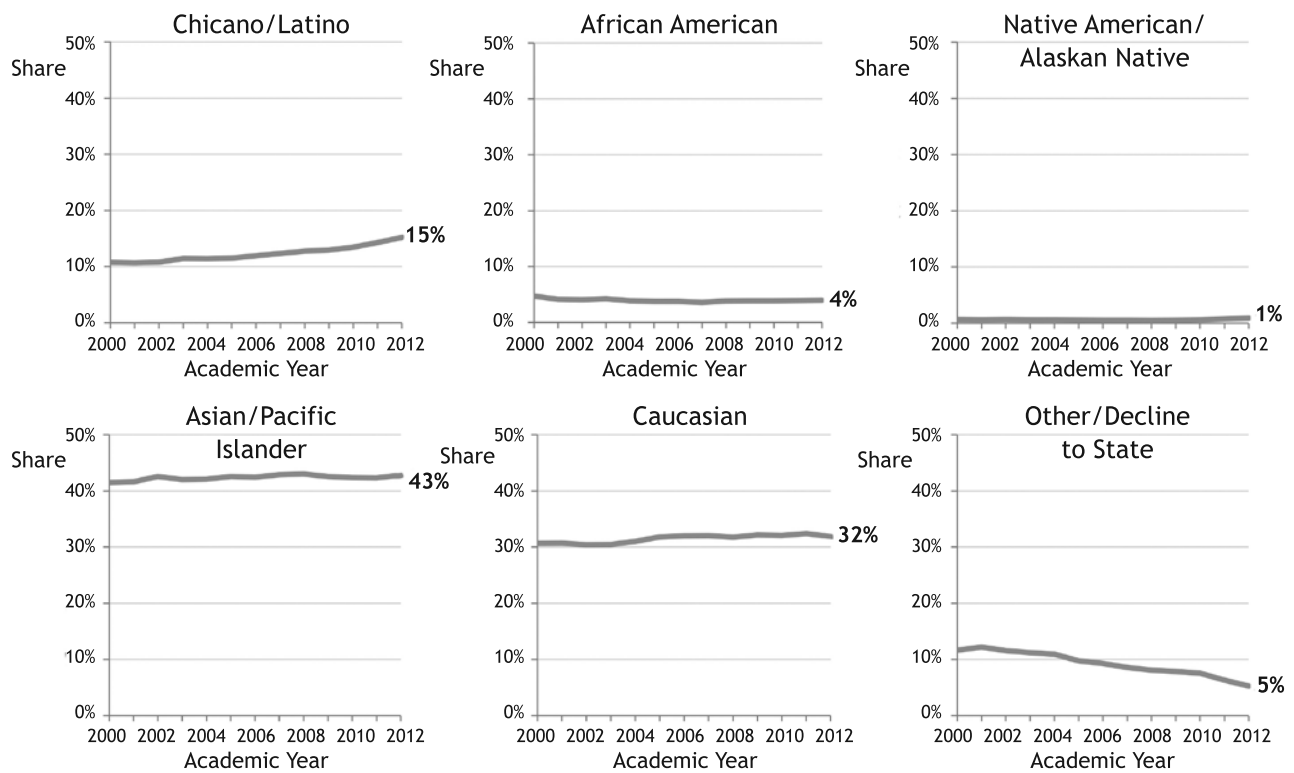 Chicano/Latino
50%
Share
40%
30%
20%
15%
10%
0%
2000 2002 2004 2006 2008 2010 2012
Academic Year
African American
50%
Share
40%
30%
20%
10%
4%
0%
2000 2002 2004 2006 2008 2010 2012
Academic Year
Native American/
Alaskan Native
50%
Share
40%
30%
20%
10%
1%
0%
2000 2002 2004 2006 2008 2010 2012
Academic Year
Asian/Pacific
Islander
50%
Share
43%
40%
30%
20%
10%
0%
2000 2002 2004 2006 2008 2010 2012
Academic Year
Caucasian
50%
Share
40%
32%
30%
20%
10%
0%
2000 2002 2004 2006 2008 2010 2012
Academic Year
Other/Decline
to State
50%
Share
40%
30%
20%
10%
5%
0%
2000 2002 2004 2006 2008 2010 2012
Academic Year